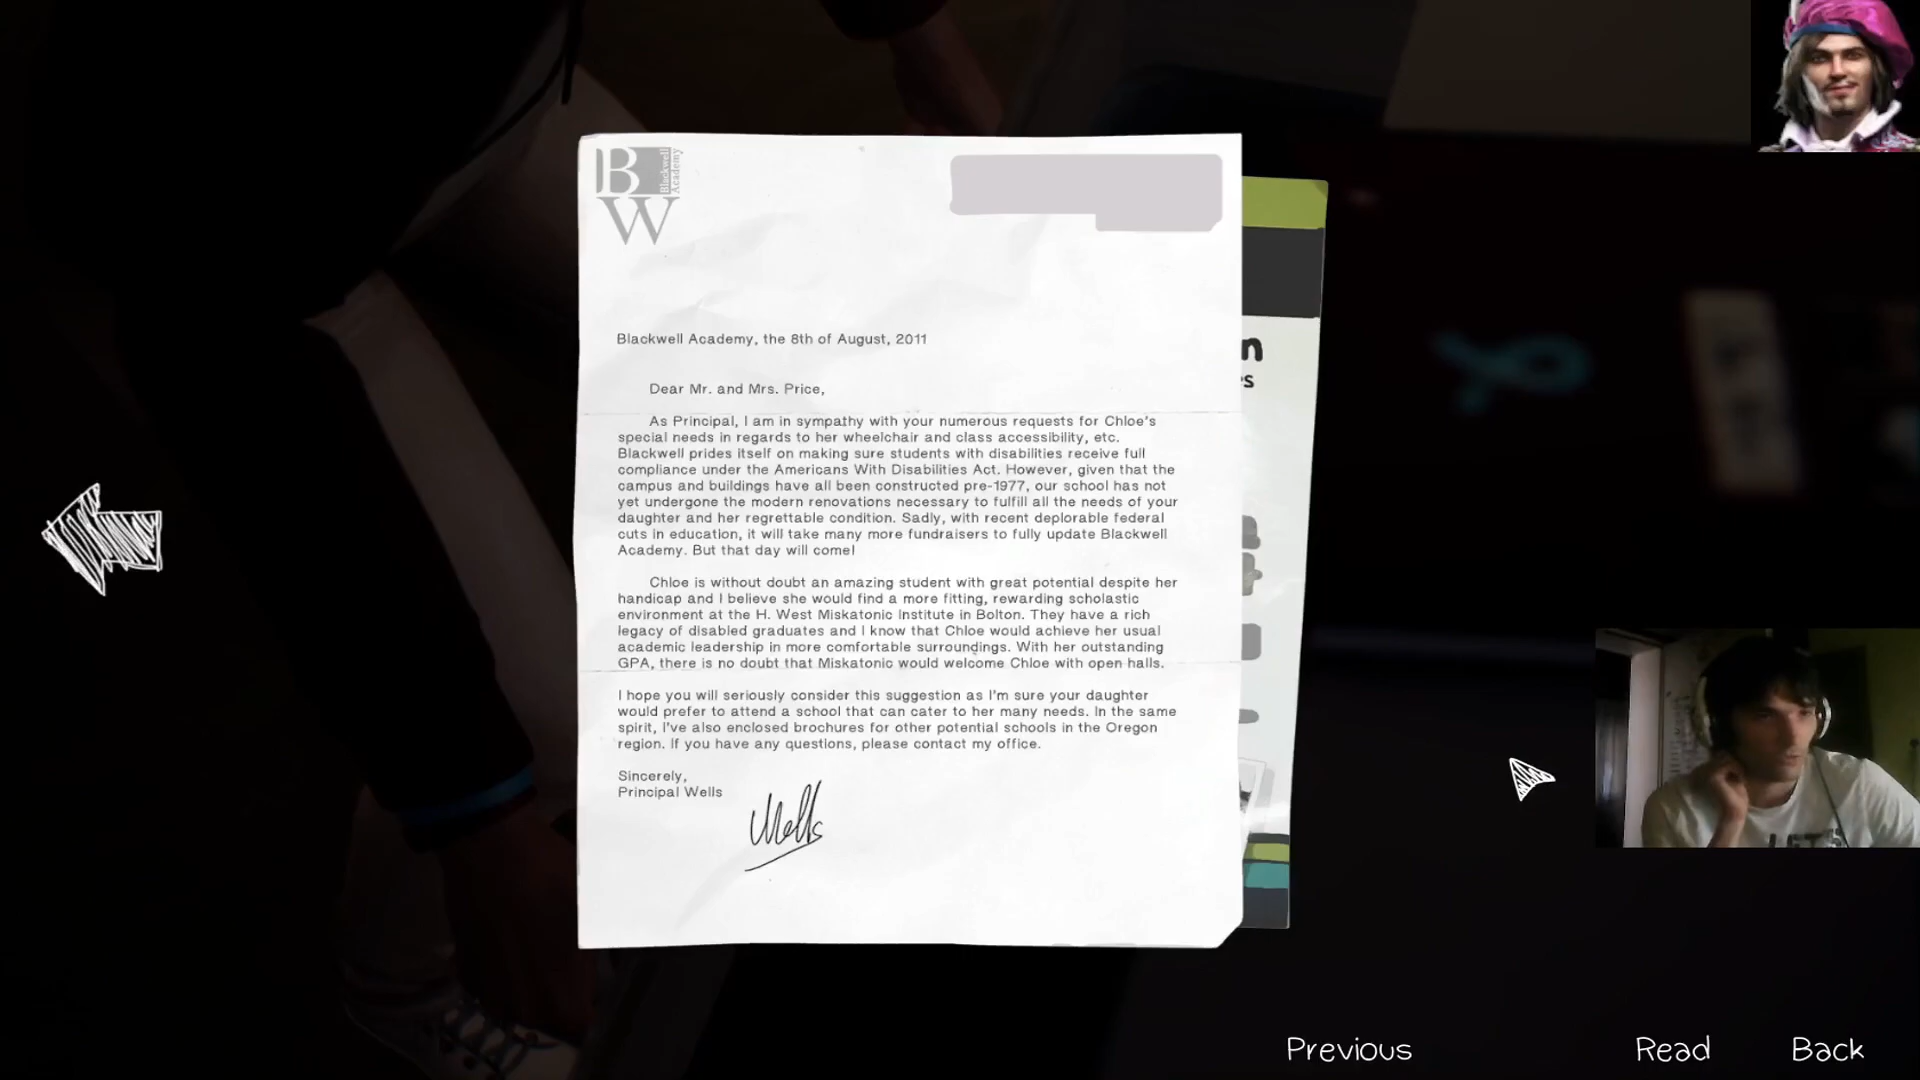 BW
Blackwell
Academy
Blackwell Academy, the 8th of August, 2011
Dear Mr. and Mrs. Price,
As Principal, I am in sympathy with your numerous requests for Chloe's
special needs in regards to her wheelchair and class accessibility, etc.
Blackwell prides itself on making sure students with disabilities receive full
compliance under the Americans With Disabilities Act. However, given that the
campus and buildings have all been constructed pre-1977, our school has not
yet undergone the modern renovations necessary to fulfill all the needs of your
daughter and her regrettable condition. Sadly, with recent deplorable federal
cuts in education, it will take many more fundraisers to fully update Blackwell
Academy. But that day will come!
Chloe is without doubt an amazing student with great potential despite her
handicap and I believe she would find a more fitting, rewarding scholastic
environment at the H. West Miskatonic Institute in Bolton. They have a rich
legacy of disabled graduates and I know that Chloe would achieve her usual
academic leadership in more comfortable surroundings. With her outstanding
GPA, there is no doubt that Miskatonic would welcome Chloe with open halls.
I hope you will seriously consider this suggestion as I'm sure your daughter
would prefer to attend a school that can cater to her many needs. In the same
spirit, I've also enclosed brochures for other potential schools in the Oregon
region. If you have any questions, please contact my office.
Sincerely,
Principal Wells
Wells
n
s
Previous
Read
Back